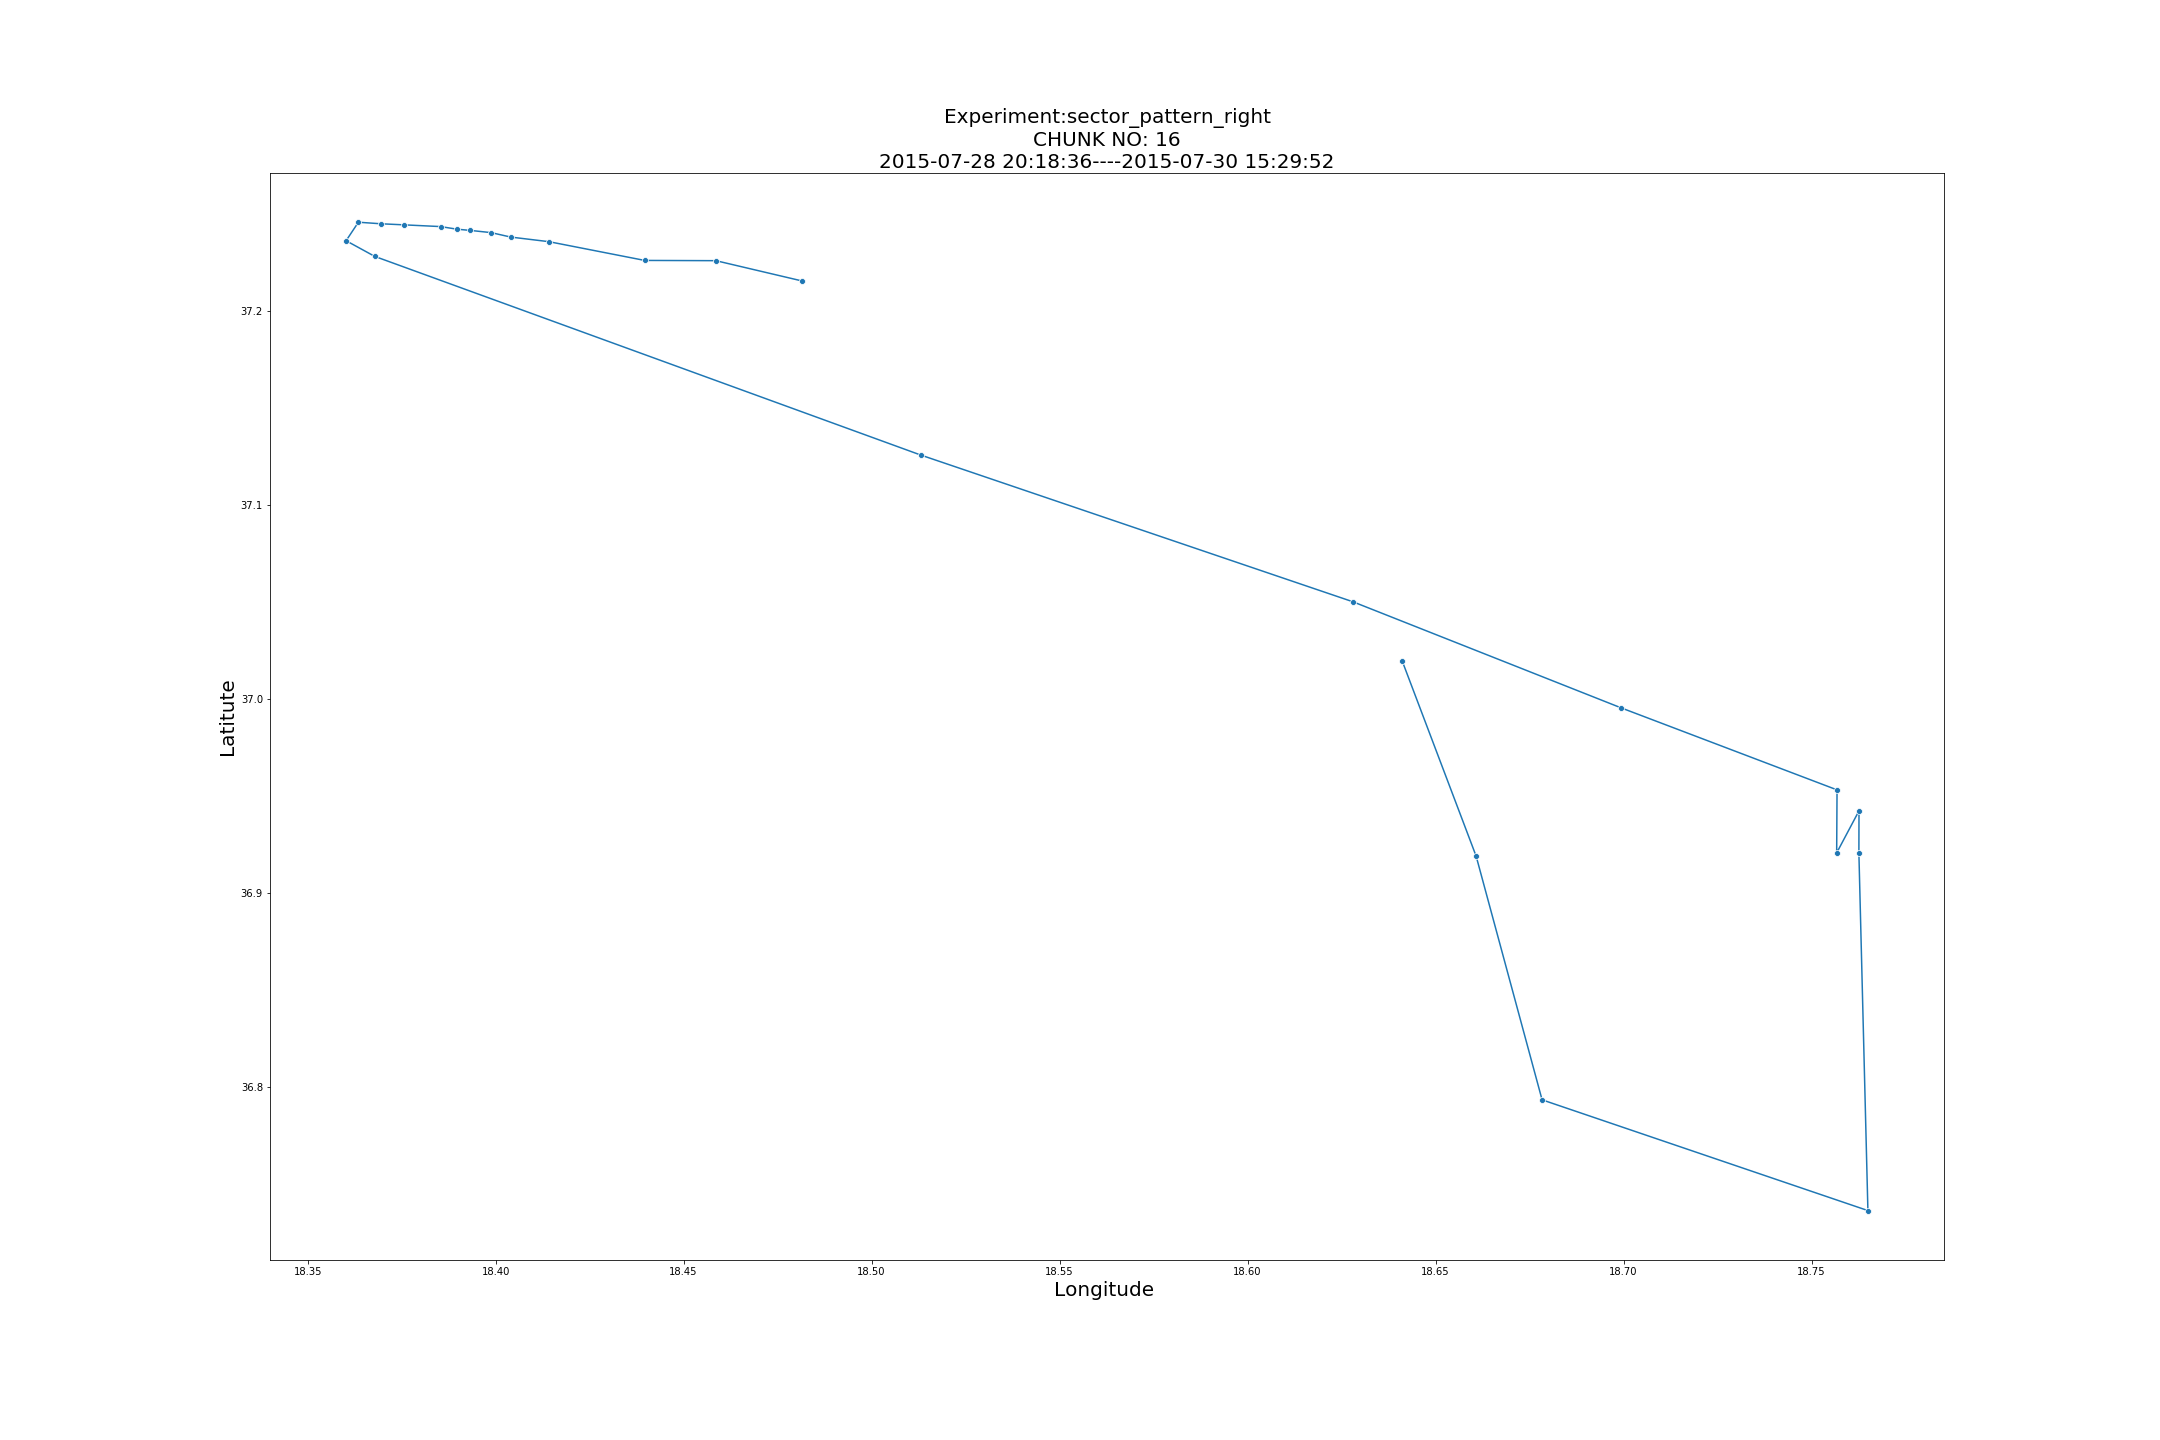 Experiment:sector_pattern_right
CHUNK NO: 16
2015-07-28 20:18:36----2015-07-30 15:29:52
37.2
37.1
37.0
36.9
36.8
Latitute
18.35 18.40 18.45 18.50 18.55 18.60 18.65 18.70 18.75
Longitude